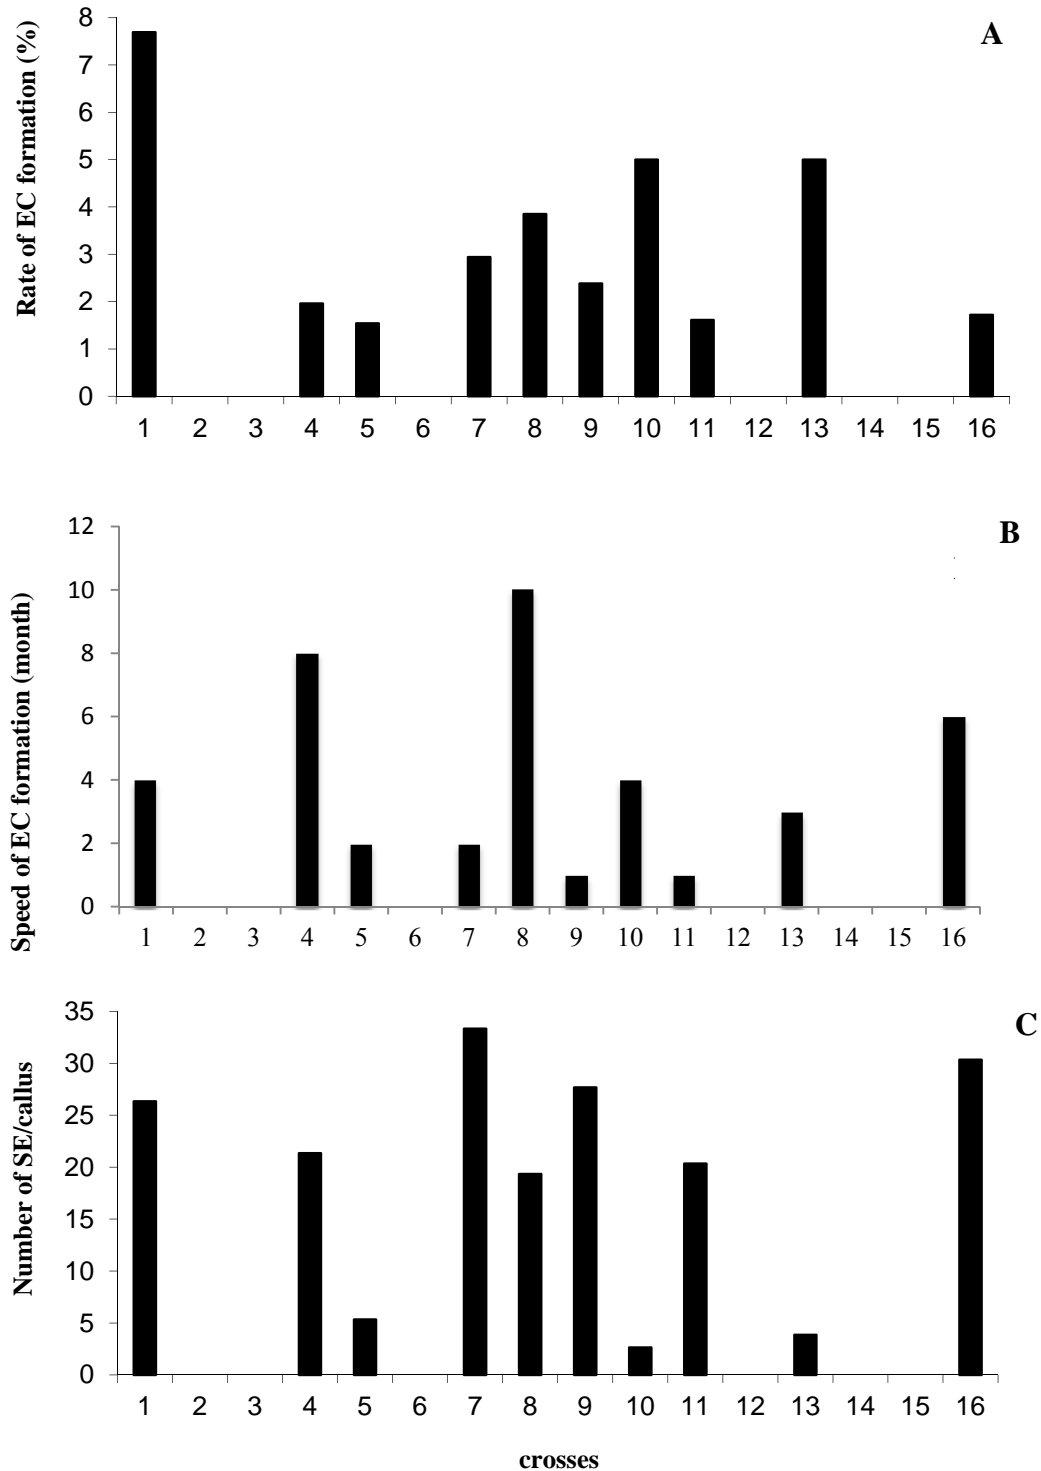 A
Rate of EC formation (%)
8
7
6
5
4
3
2
1
0
1 2 3 4 5 6 7 8 9 10 11 12 13 14 15 16
B
Speed of EC formation (month)
12
10
8
6
4
2
0
1 2 3 4 5 6 7 8 9 10 11 12 13 14 15 16
C
Number of SE/callus
35
30
25
20
15
10
5
0
1 2 3 4 5 6 7 8 9 10 11 12 13 14 15 16
crosses